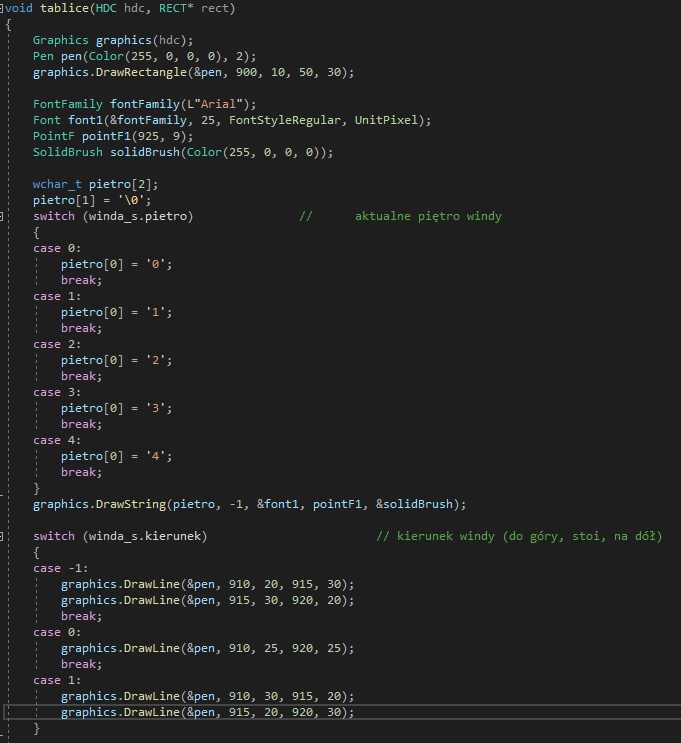 void tablice(HDC hdc, RECT* rect)
{
    Graphics graphics(hdc);
    Pen pen(Color(255, 0, 0, 0), 2);
    graphics.DrawRectangle(&pen, 900, 10, 50, 30);

    FontFamily fontFamily(L"Arial");
    Font font1(&fontFamily, 25, FontStyleRegular, UnitPixel);
    PointF pointF1(925, 9);
    SolidBrush solidBrush(Color(255, 0, 0, 0));

    wchar_t pietro[2];
    pietro[1] = '\0';
    switch (winda_s.pietro)               //      aktualne piętro windy
    {
    case 0:
        pietro[0] = '0';
        break;
    case 1:
        pietro[0] = '1';
        break;
    case 2:
        pietro[0] = '2';
        break;
    case 3:
        pietro[0] = '3';
        break;
    case 4:
        pietro[0] = '4';
        break;
    }
    graphics.DrawString(pietro, -1, &font1, pointF1, &solidBrush);

    switch (winda_s.kierunek)                        // kierunek windy (do góry, stoi, na dół)
    {
    case -1:
        graphics.DrawLine(&pen, 910, 20, 915, 30);
        graphics.DrawLine(&pen, 915, 30, 920, 20);
        break;
    case 0:
        graphics.DrawLine(&pen, 910, 25, 920, 25);
        break;
    case 1:
        graphics.DrawLine(&pen, 910, 30, 915, 20);
        graphics.DrawLine(&pen, 915, 20, 920, 30);
    }